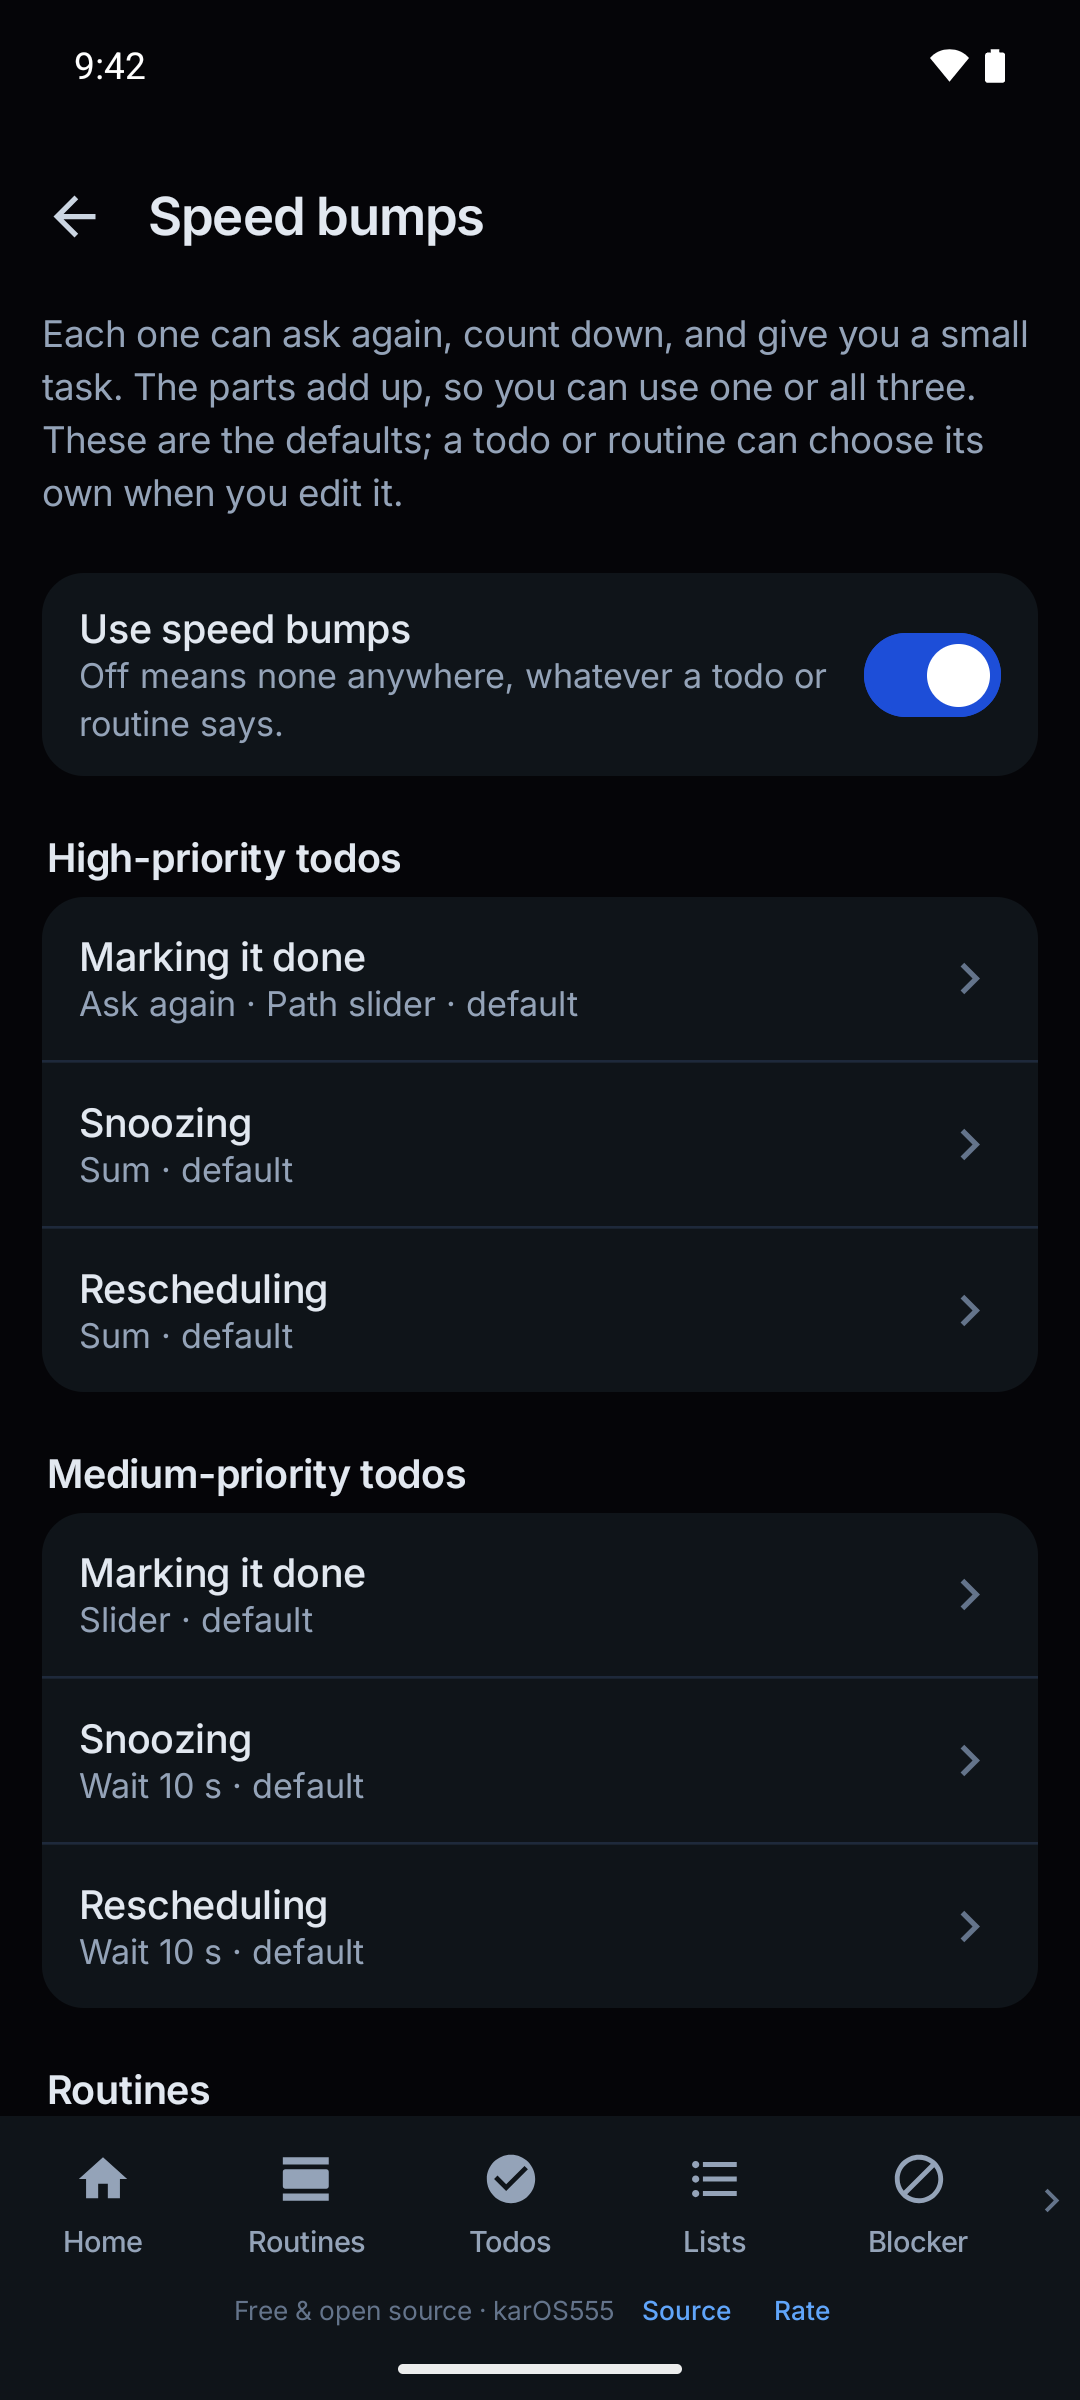 9:42
Speed bumps
Each one can ask again, count down, and give you a small
task. The parts add up, so you can use one or all three.
These are the defaults; a todo or routine can choose its
own when you edit it.
Use speed bumps
Off means none anywhere, whatever a todo or
routine says.
High-priority todos
Marking it done
Ask again · Path slider · default
Snoozing
Sum · default
Rescheduling
Sum · default
Medium-priority todos
Marking it done
Slider · default
Snoozing
Wait 10 s · default
Rescheduling
Wait 10 s · default
Routines
Home Routines Todos Lists Blocker
Free & open source · karOS555 Source Rate